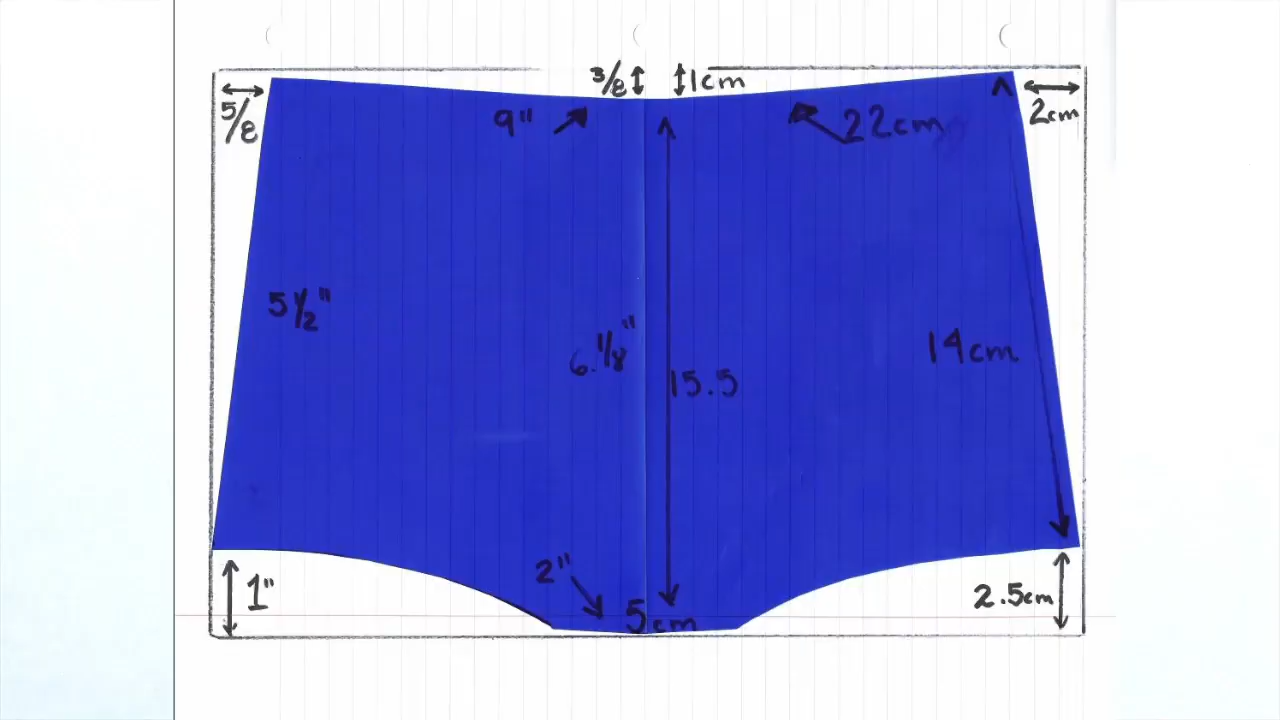 3/8 1cm
5/8
2cm
9"
22cm
5 1/2"
6.1/8"
15.5
14cm
2"
5cm
1"
2.5cm